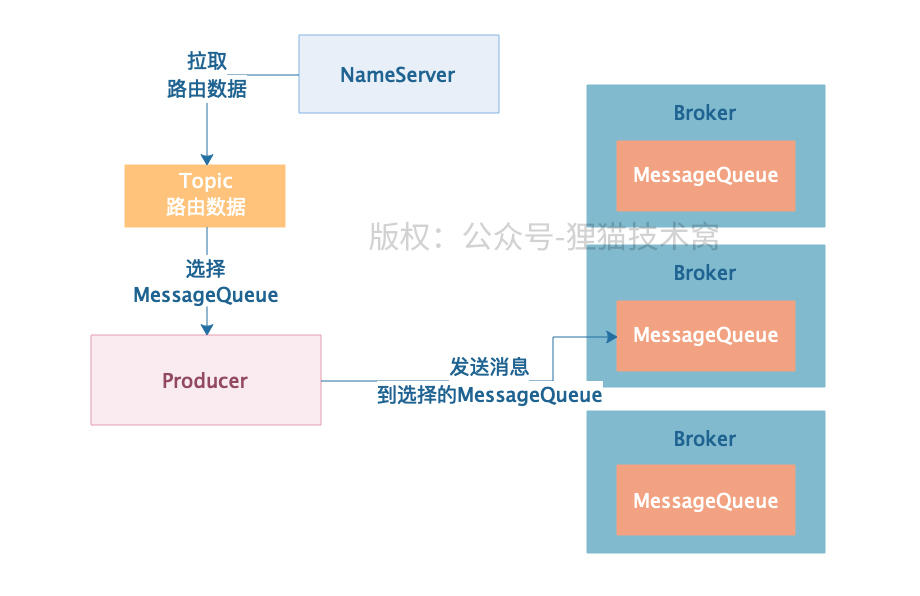 拉取
路由数据
NameServer
Topic
路由数据
选择
MessageQueue
Producer
发送消息
到选择的MessageQueue
Broker
MessageQueue
Broker
MessageQueue
Broker
MessageQueue
版权：公众号-狸猫技术窝